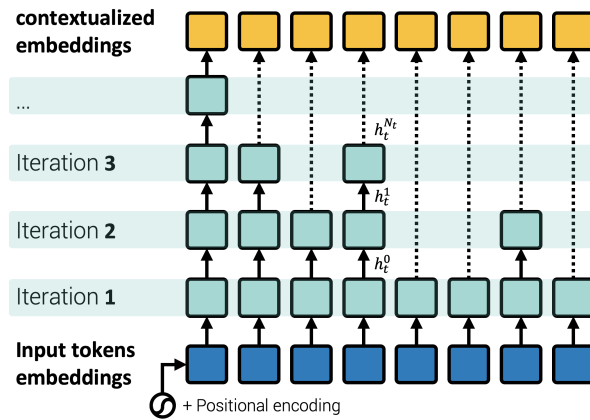 contextualized
embeddings
...
h_t^{N_t}
Iteration 3
h_t^1
Iteration 2
h_t^0
Iteration 1
Input tokens
embeddings
+ Positional encoding